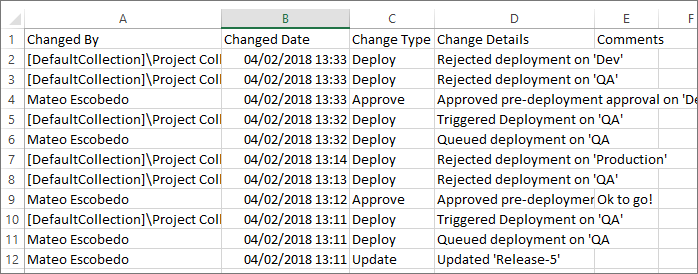 A B C D E F
1 Changed By Changed Date Change Type Change Details Comments
2 [DefaultCollection]\Project Coll 04/02/2018 13:33 Deploy Rejected deployment on 'Dev'
3 [DefaultCollection]\Project Coll 04/02/2018 13:33 Deploy Rejected deployment on 'QA'
4 Mateo Escobedo 04/02/2018 13:33 Approve Approved pre-deployment approval on 'De
5 [DefaultCollection]\Project Coll 04/02/2018 13:32 Deploy Triggered Deployment on 'QA'
6 Mateo Escobedo 04/02/2018 13:32 Deploy Queued deployment on 'QA
7 [DefaultCollection]\Project Coll 04/02/2018 13:14 Deploy Rejected deployment on 'Production'
8 [DefaultCollection]\Project Coll 04/02/2018 13:13 Deploy Rejected deployment on 'QA'
9 Mateo Escobedo 04/02/2018 13:12 Approve Approved pre-deploymen Ok to go!
10 [DefaultCollection]\Project Coll 04/02/2018 13:11 Deploy Triggered Deployment on 'QA'
11 Mateo Escobedo 04/02/2018 13:11 Deploy Queued deployment on 'QA
12 Mateo Escobedo 04/02/2018 13:11 Update Updated 'Release-5'